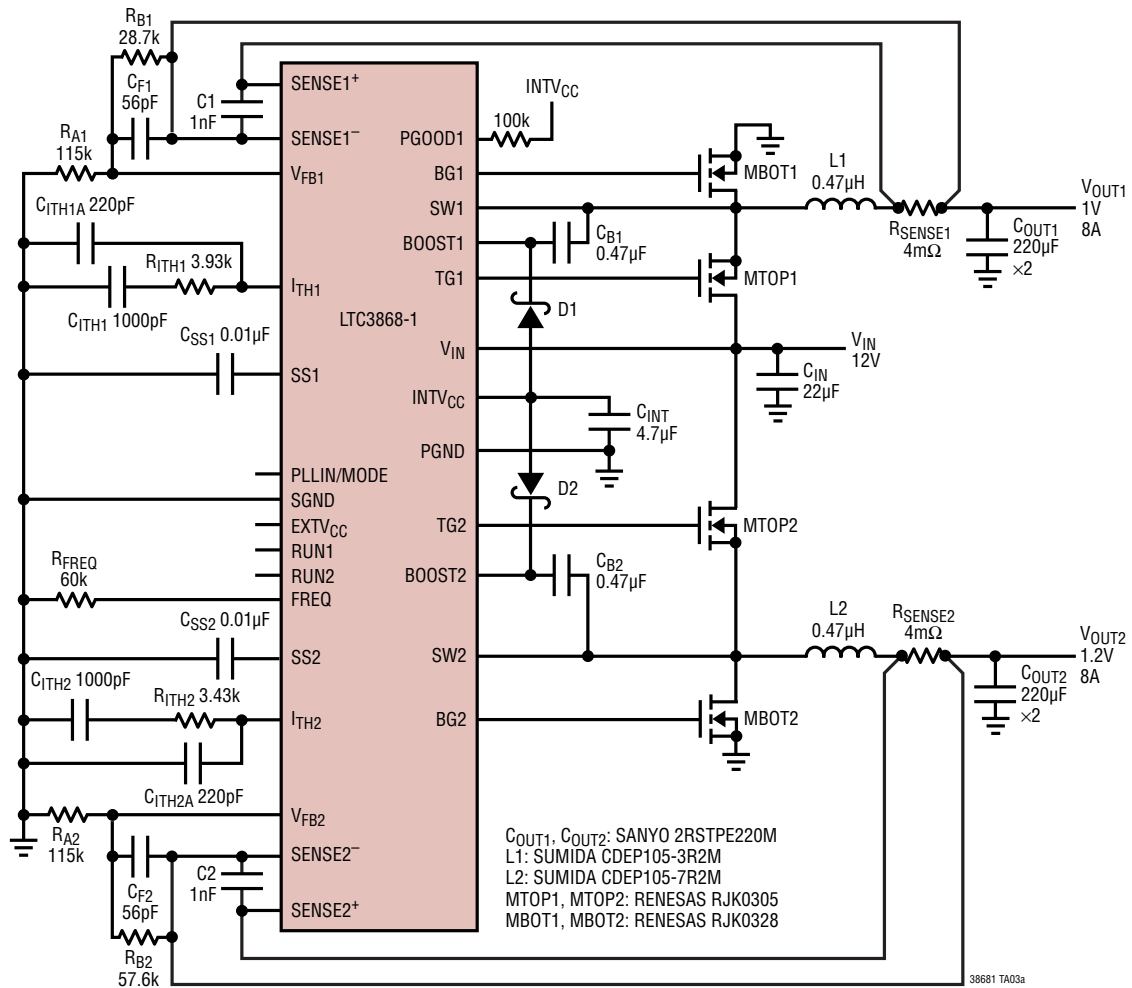 RB1
28.7k
CF1
56pF
C1
1nF
RA1
115k
SENSE1+
SENSE1–
VFB1
CITH1A 220pF
RITH1 3.93k
ITH1
CITH1 1000pF
CSS1 0.01µF
SS1
LTC3868-1
PLLIN/MODE
SGND
EXTVCC
RUN1
RUN2
RFREQ
60k
FREQ
CSS2 0.01µF
SS2
CITH2 1000pF
RITH2 3.43k
ITH2
CITH2A 220pF
VFB2
RA2
115k
SENSE2–
C2
1nF
CF2
56pF
SENSE2+
RB2
57.6k
INTVCC
100k
PGOOD1
BG1
MBOT1
SW1
L1
0.47µH
RSENSE1
4mΩ
VOUT1
1V
8A
COUT1
220µF
×2
BOOST1
CB1
0.47µF
TG1
MTOP1
D1
VIN
VIN
12V
CIN
22µF
INTVCC
CINT
4.7µF
PGND
D2
TG2
MTOP2
BOOST2
CB2
0.47µF
SW2
L2
0.47µH
RSENSE2
4mΩ
VOUT2
1.2V
8A
COUT2
220µF
×2
BG2
MBOT2
COUT1, COUT2: SANYO 2RSTPE220M
L1: SUMIDA CDEP105-3R2M
L2: SUMIDA CDEP105-7R2M
MTOP1, MTOP2: RENESAS RJK0305
MBOT1, MBOT2: RENESAS RJK0328
38681 TA03a